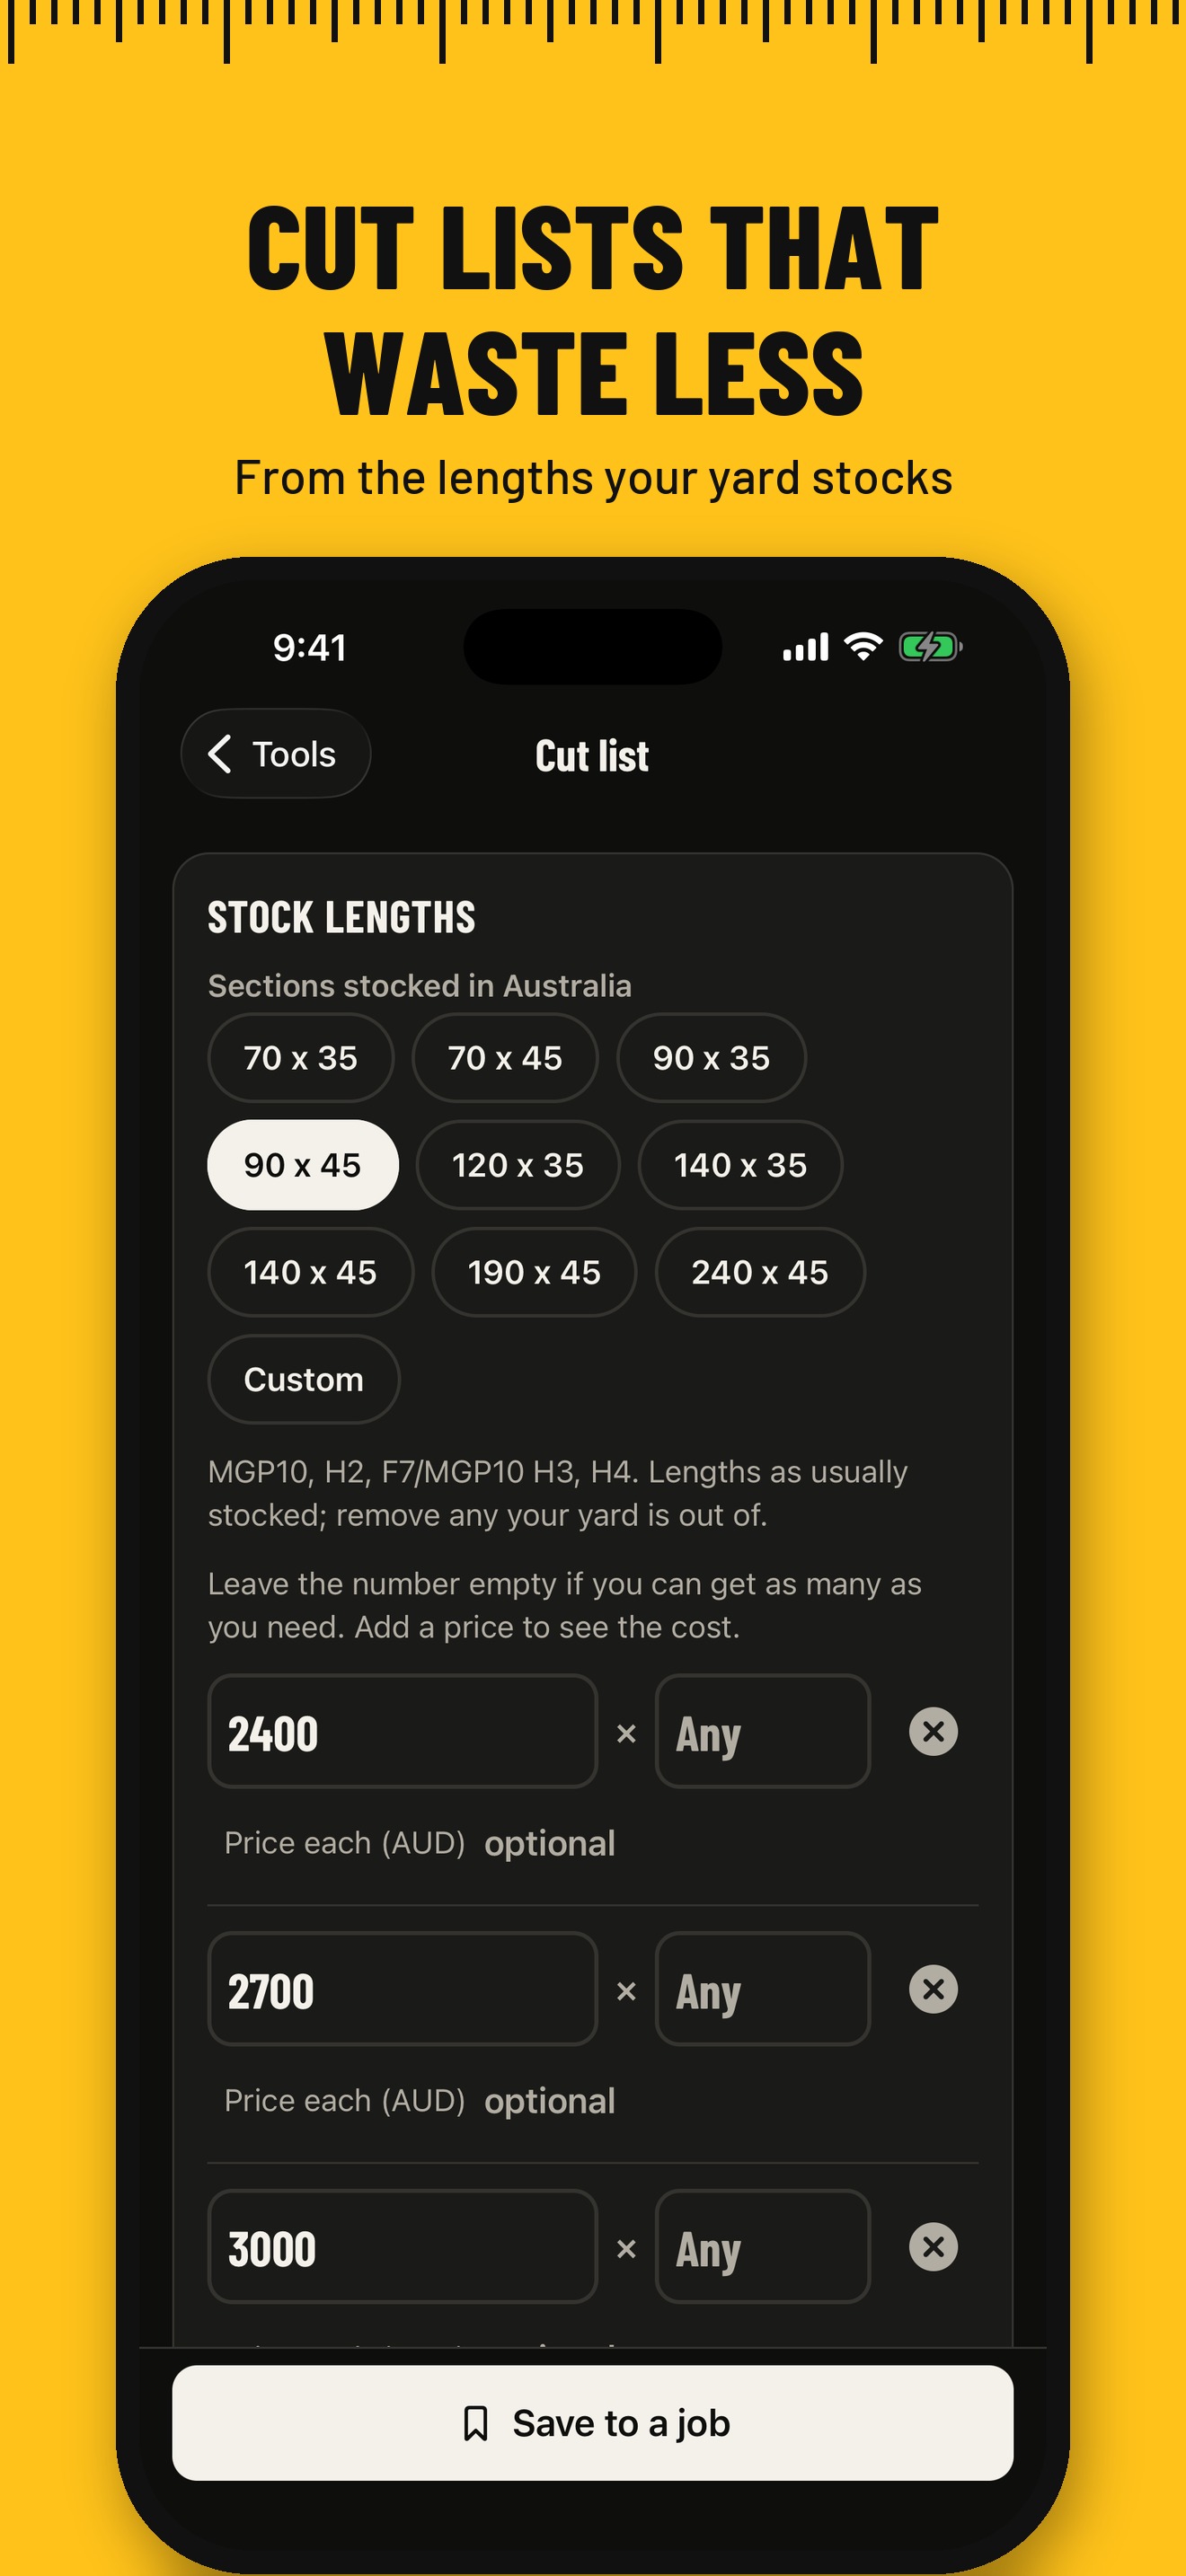 CUT LISTS THAT
WASTE LESS
From the lengths your yard stocks
9:41
Tools
Cut list
STOCK LENGTHS
Sections stocked in Australia
70 x 35
70 x 45
90 x 35
90 x 45
120 x 35
140 x 35
140 x 45
190 x 45
240 x 45
Custom
MGP10, H2, F7/MGP10 H3, H4. Lengths as usually
stocked; remove any your yard is out of.
Leave the number empty if you can get as many as
you need. Add a price to see the cost.
2400 × Any
Price each (AUD) optional
2700 × Any
Price each (AUD) optional
3000 × Any
Save to a job